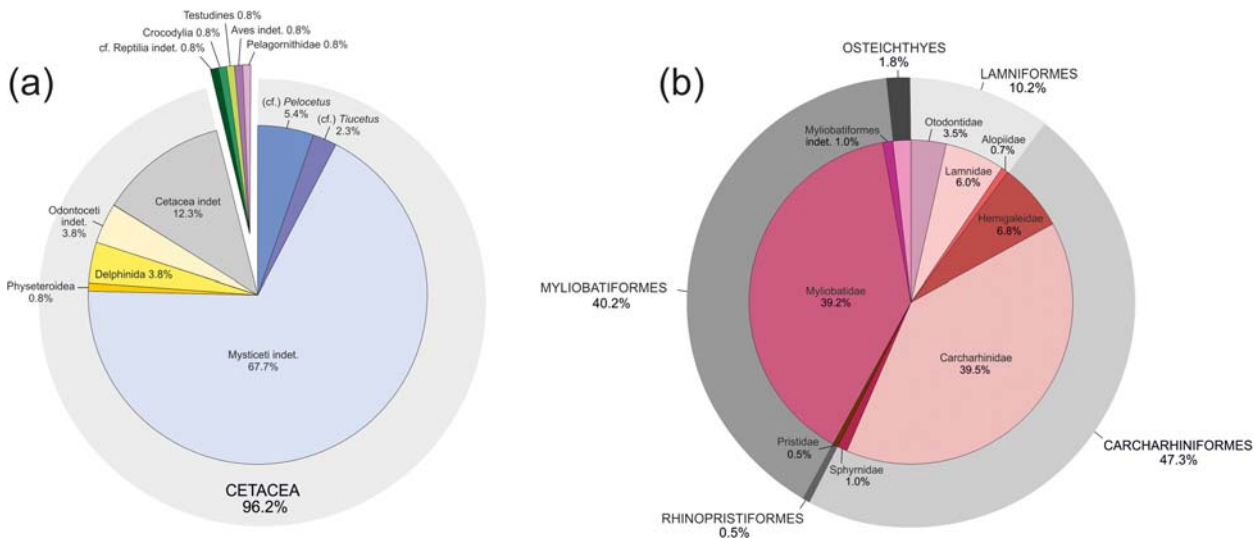 (a)
Testudines 0.8%
Crocodylia 0.8%
Aves indet. 0.8%
cf. Reptilia indet. 0.8%
Pelagornithidae 0.8%
(cf.) Pelocetus
5.4%
(cf.) Tiucetus
2.3%
Cetacea indet
12.3%
Odontoceti
indet.
3.8%
Delphinida 3.8%
Physeteroidea
0.8%
Mysticeti indet.
67.7%
CETACEA
96.2%
(b)
OSTEICHTHYES
1.8%
LAMNIFORMES
10.2%
Myliobatiformes
indet. 1.0%
Otodontidae
3.5%
Alopiidae
0.7%
Lamnidae
6.0%
Hemigaleidae
6.8%
MYLIOBATIFORMES
40.2%
Myliobatidae
39.2%
Carcharhinidae
39.5%
Pristidae
0.5%
Sphyrnidae
1.0%
CARCHARHINIFORMES
47.3%
RHINOPRISTIFORMES
0.5%